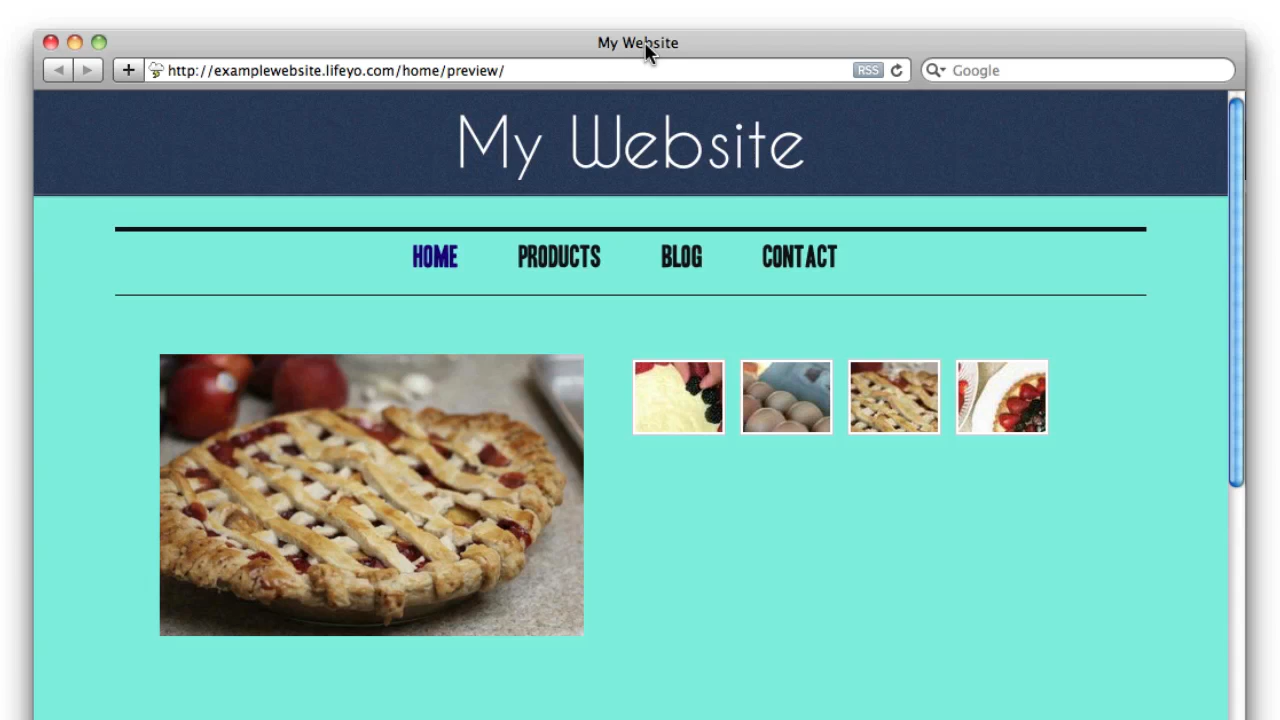 My Website
http://examplewebsite.lifeyo.com/home/preview/ RSS Google
My Website
HOME PRODUCTS BLOG CONTACT